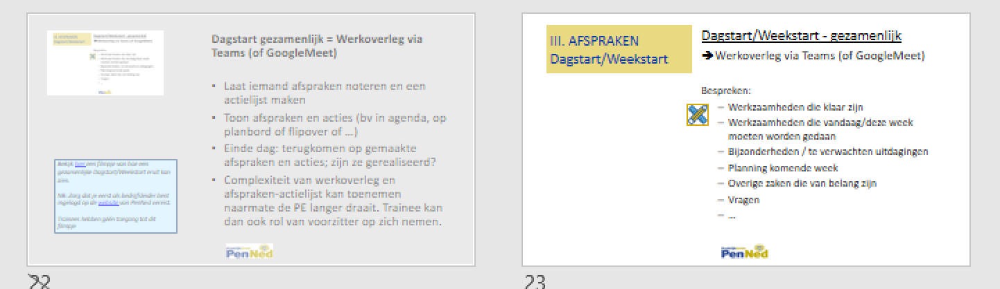 Dagstart gezamenlijk = Werkoverleg via
Teams (of GoogleMeet)
• Laat iemand afspraken noteren en een
actielijst maken
• Toon afspraken en acties (bv in agenda, op
planbord of flipover of ...)
• Einde dag: terugkomen op gemaakte
afspraken en acties; zijn ze gerealiseerd?
• Complexiteit van werkoverleg en
afspraken-actielijst kan toenemen
naarmate de PE langer draait. Trainee kan
dan ook rol van voorzitter op zich nemen.
Bekijk hier een filmpje van hoe een
gezamenlijke Dagstart/Weekstart eruit kan
zien.
NB: Zorg dat je eerst als bedrijfsleider bent
ingelogd op de website van PenNed vereist.
Trainees hebben géén toegang tot dit
filmpje
PenNed
22
III. AFSPRAKEN
Dagstart/Weekstart
Dagstart/Weekstart - gezamenlijk
➔ Werkoverleg via Teams (of GoogleMeet)
Bespreken:
– Werkzaamheden die klaar zijn
– Werkzaamheden die vandaag/deze week
moeten worden gedaan
– Bijzonderheden / te verwachten uitdagingen
– Planning komende week
– Overige zaken die van belang zijn
– Vragen
– ...
PenNed
23